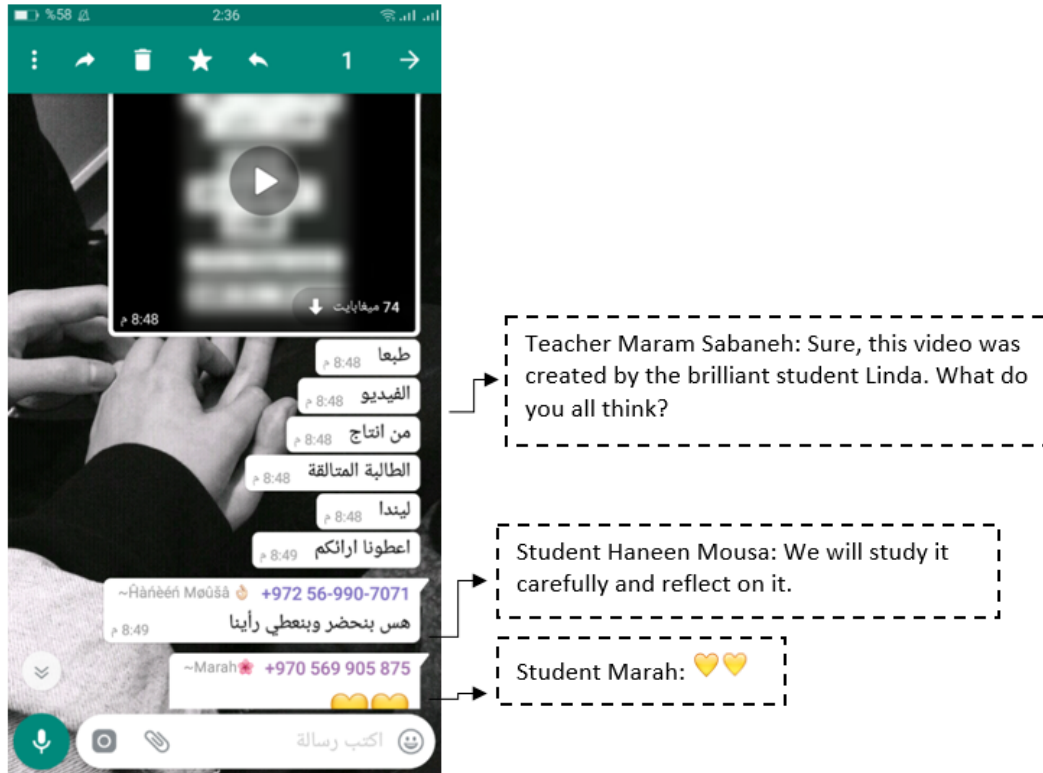 %58 2:36
1
74 ميغابايت
8:48 م
طبعا 8:48 م
الفيديو 8:48 م
من انتاج 8:48 م
الطالبة المتالقة 8:48 م
ليندا 8:48 م
اعطونا ارائكم 8:49 م
~Ĥàńèéń Møûšâ 👌🏻 +972 56-990-7071
هس بنحضر وبنعطي رأينا
8:49 م
~Marah🌸 +970 569 905 875
💛💛
اكتب رسالة
Teacher Maram Sabaneh: Sure, this video was
created by the brilliant student Linda. What do
you all think?
Student Haneen Mousa: We will study it
carefully and reflect on it.
Student Marah: 💛💛